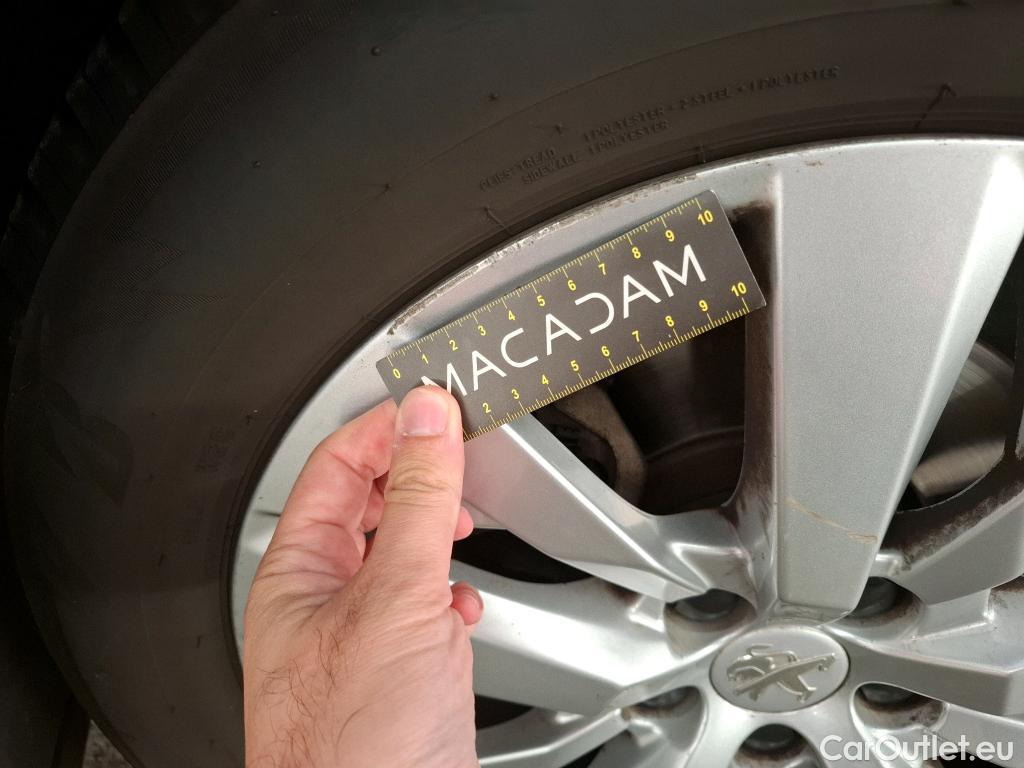 PLIES: TREAD 1 POLYESTER + 2 STEEL + 1 POLYESTER
SIDEWALL 1 POLYESTER
0 1 2 3 4 5 6 7 8 9 10
MACADAM
2 3 4 5 6 7 8 9 10
CarOutlet.eu